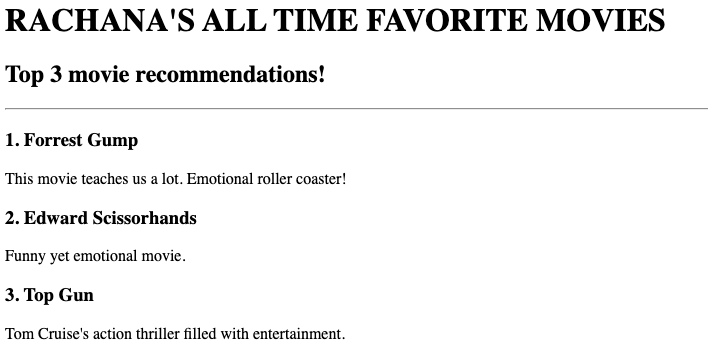 RACHANA'S ALL TIME FAVORITE MOVIES
Top 3 movie recommendations!
1. Forrest Gump
This movie teaches us a lot. Emotional roller coaster!
2. Edward Scissorhands
Funny yet emotional movie.
3. Top Gun
Tom Cruise's action thriller filled with entertainment.